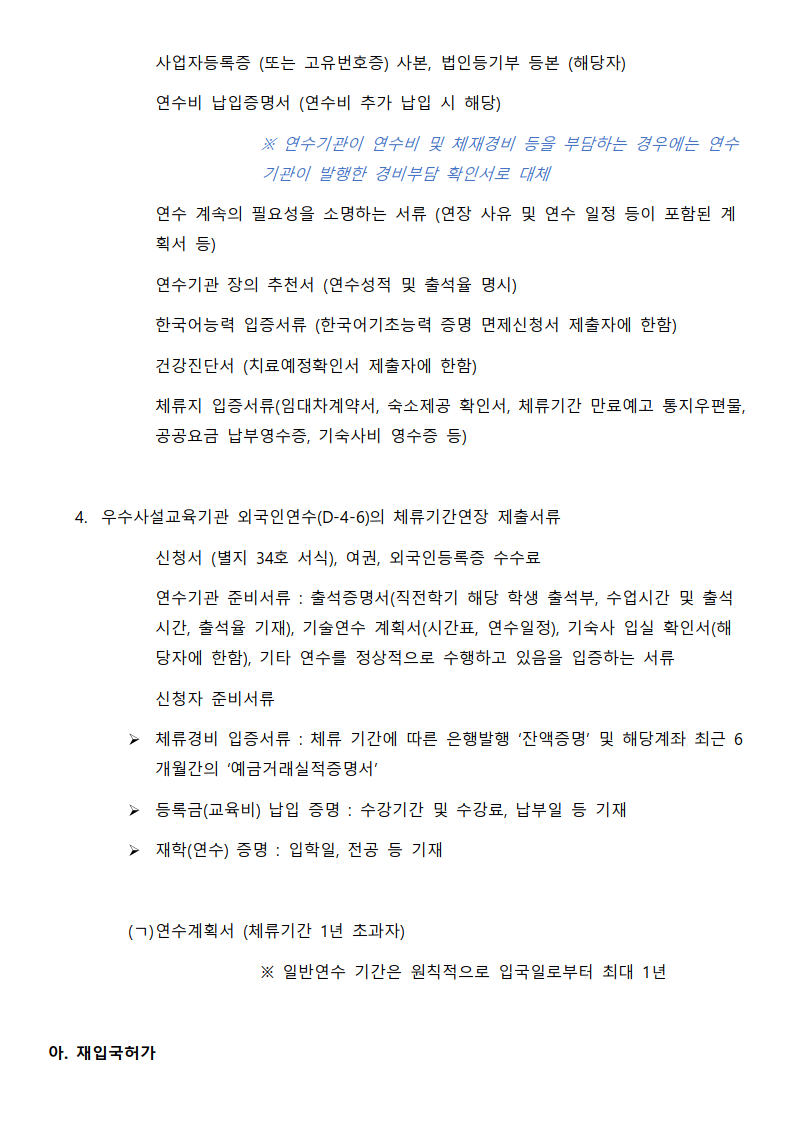 사업자등록증 (또는 고유번호증) 사본, 법인등기부 등본 (해당자)
연수비 납입증명서 (연수비 추가 납입 시 해당)
※ 연수기관이 연수비 및 체재경비 등을 부담하는 경우에는 연수
기관이 발행한 경비부담 확인서로 대체
연수 계속의 필요성을 소명하는 서류 (연장 사유 및 연수 일정 등이 포함된 계
획서 등)
연수기관 장의 추천서 (연수성적 및 출석율 명시)
한국어능력 입증서류 (한국어기초능력 증명 면제신청서 제출자에 한함)
건강진단서 (치료예정확인서 제출자에 한함)
체류지 입증서류(임대차계약서, 숙소제공 확인서, 체류기간 만료예고 통지우편물,
공공요금 납부영수증, 기숙사비 영수증 등)
4. 우수사설교육기관 외국인연수(D-4-6)의 체류기간연장 제출서류
신청서 (별지 34호 서식), 여권, 외국인등록증 수수료
연수기관 준비서류 : 출석증명서(직전학기 해당 학생 출석부, 수업시간 및 출석
시간, 출석율 기재), 기술연수 계획서(시간표, 연수일정), 기숙사 입실 확인서(해
당자에 한함), 기타 연수를 정상적으로 수행하고 있음을 입증하는 서류
신청자 준비서류
➢ 체류경비 입증서류 : 체류 기간에 따른 은행발행 ‘잔액증명’ 및 해당계좌 최근 6
개월간의 ‘예금거래실적증명서’
➢ 등록금(교육비) 납입 증명 : 수강기간 및 수강료, 납부일 등 기재
➢ 재학(연수) 증명 : 입학일, 전공 등 기재
(ㄱ)연수계획서 (체류기간 1년 초과자)
※ 일반연수 기간은 원칙적으로 입국일로부터 최대 1년
아. 재입국허가